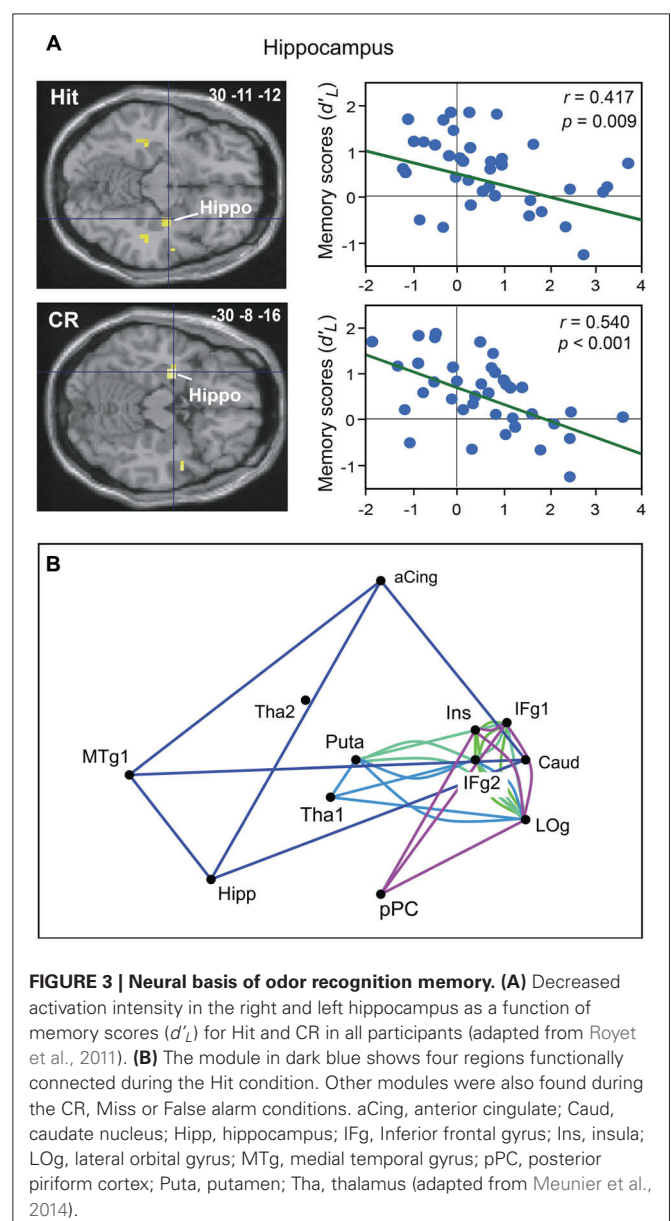 A
Hippocampus
Hit
30 -11 -12
Hippo
Memory scores (d'L)
2
1
0
-1
-2 -1 0 1 2 3 4
r = 0.417
p = 0.009
CR
-30 -8 -16
Hippo
Memory scores (d'L)
2
1
0
-1
-2 -1 0 1 2 3 4
r = 0.540
p < 0.001
B
aCing
Tha2
Ins
IFg1
MTg1
Puta
Caud
IFg2
Tha1
LOg
Hipp
pPC
FIGURE 3 | Neural basis of odor recognition memory. (A) Decreased
activation intensity in the right and left hippocampus as a function of
memory scores (d'L) for Hit and CR in all participants (adapted from Royet
et al., 2011). (B) The module in dark blue shows four regions functionally
connected during the Hit condition. Other modules were also found during
the CR, Miss or False alarm conditions. aCing, anterior cingulate; Caud,
caudate nucleus; Hipp, hippocampus; IFg, Inferior frontal gyrus; Ins, insula;
LOg, lateral orbital gyrus; MTg, medial temporal gyrus; pPC, posterior
piriform cortex; Puta, putamen; Tha, thalamus (adapted from Meunier et al.,
2014).